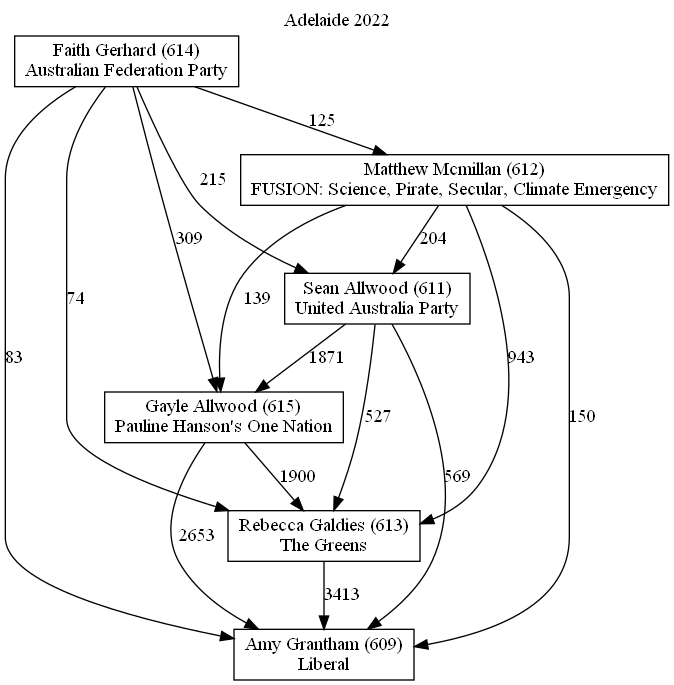 Adelaide 2022
Faith Gerhard (614)
Australian Federation Party
125
Matthew Mcmillan (612)
FUSION: Science, Pirate, Secular, Climate Emergency
215
309
204
74
139
Sean Allwood (611)
United Australia Party
83
1871
943
527
150
Gayle Allwood (615)
Pauline Hanson's One Nation
1900
569
2653
Rebecca Galdies (613)
The Greens
3413
Amy Grantham (609)
Liberal